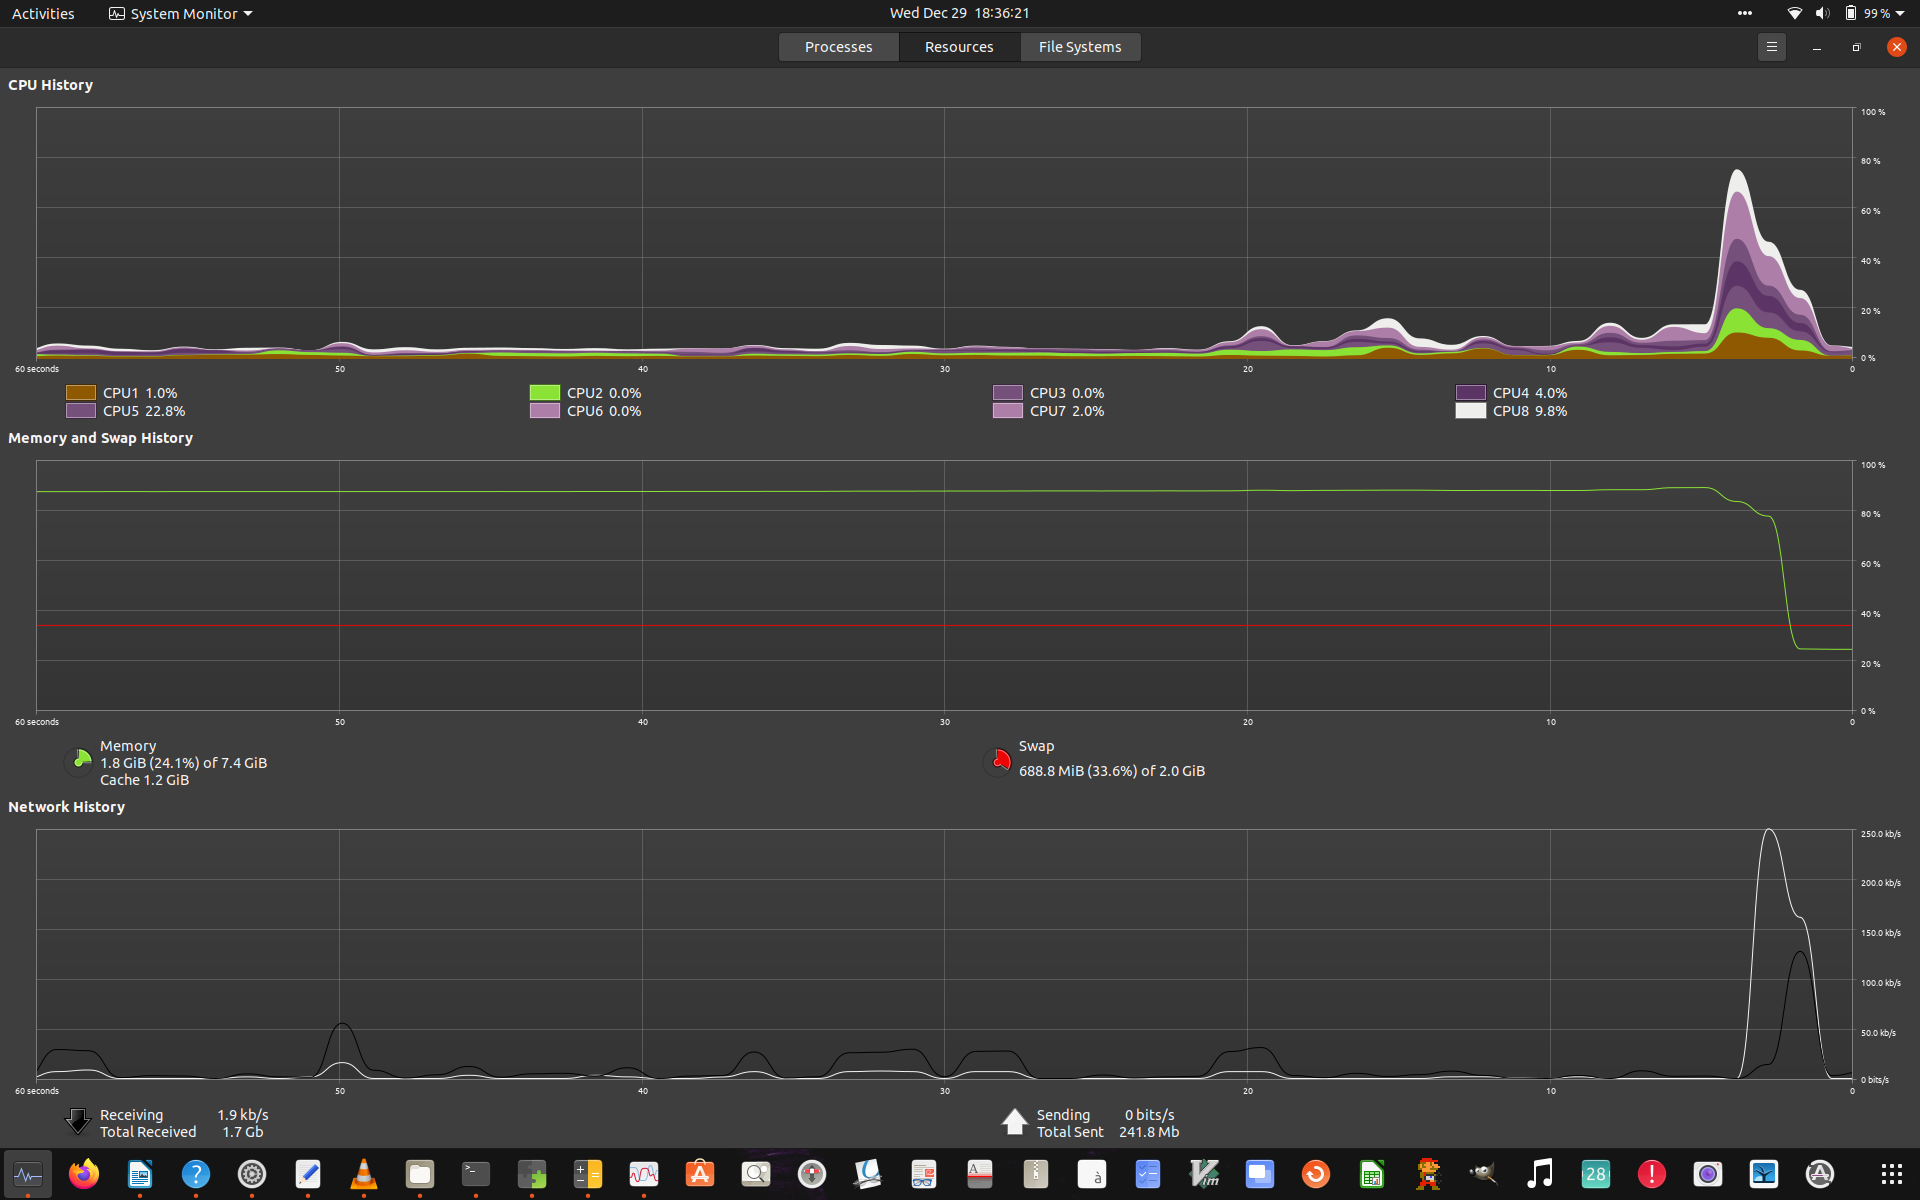 Activities System Monitor Wed Dec 29 18:36:21 99 %
Processes Resources File Systems
CPU History
100 %
80 %
60 %
40 %
20 %
0 %
60 seconds 50 40 30 20 10 0
CPU1 1.0% CPU2 0.0% CPU3 0.0% CPU4 4.0%
CPU5 22.8% CPU6 0.0% CPU7 2.0% CPU8 9.8%
Memory and Swap History
100 %
80 %
60 %
40 %
20 %
0 %
60 seconds 50 40 30 20 10 0
Memory
1.8 GiB (24.1%) of 7.4 GiB
Cache 1.2 GiB
Swap
688.8 MiB (33.6%) of 2.0 GiB
Network History
250.0 kb/s
200.0 kb/s
150.0 kb/s
100.0 kb/s
50.0 kb/s
0 bits/s
60 seconds 50 40 30 20 10 0
Receiving 1.9 kb/s
Total Received 1.7 Gb
Sending 0 bits/s
Total Sent 241.8 Mb
28